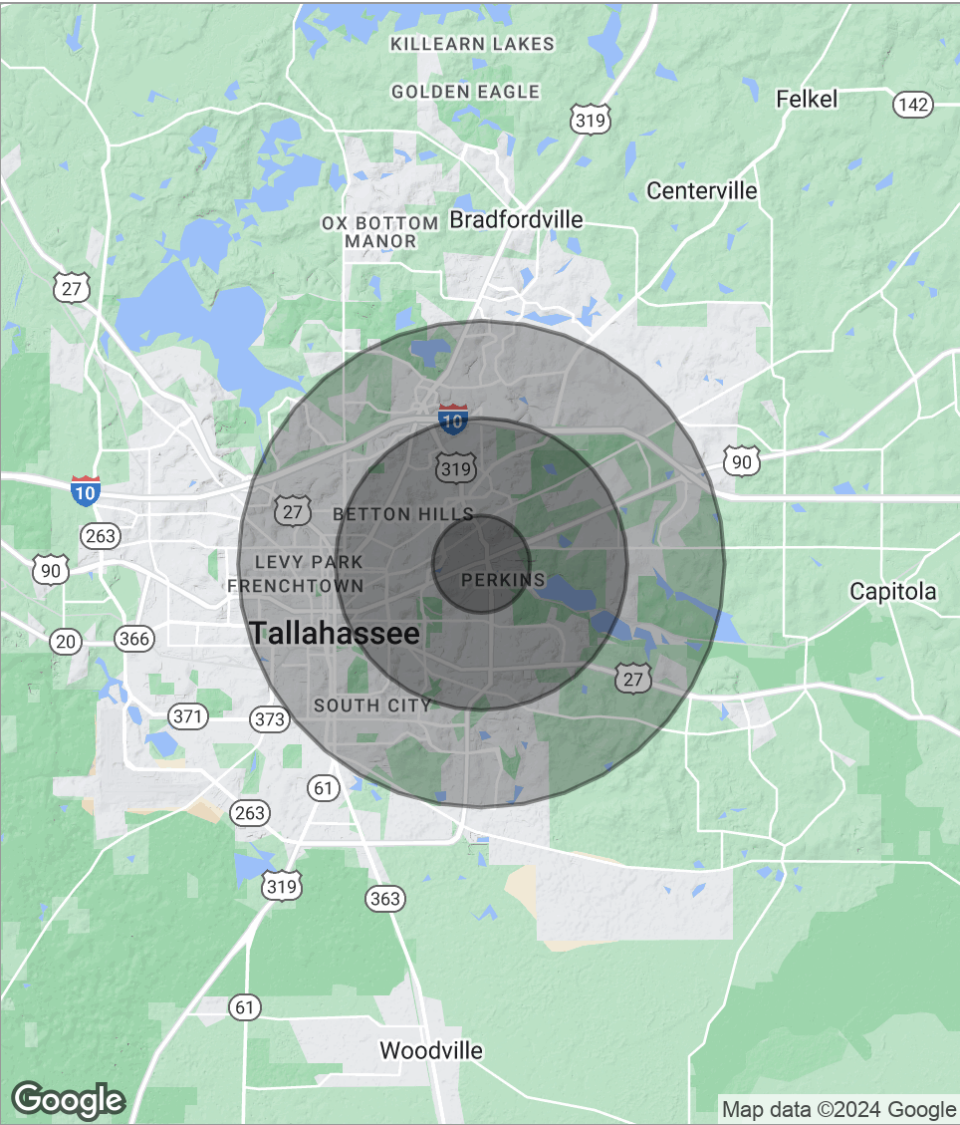 KILLEARN LAKES
GOLDEN EAGLE
Felkel
142
319
Centerville
OX BOTTOM
MANOR
Bradfordville
27
10
319
90
10
27
BETTON HILLS
263
LEVY PARK
90
PERKINS
FRENCHTOWN
Capitola
Tallahassee
20
366
27
SOUTH CITY
371
373
61
263
319
363
61
Woodville
Google
Map data ©2024 Google